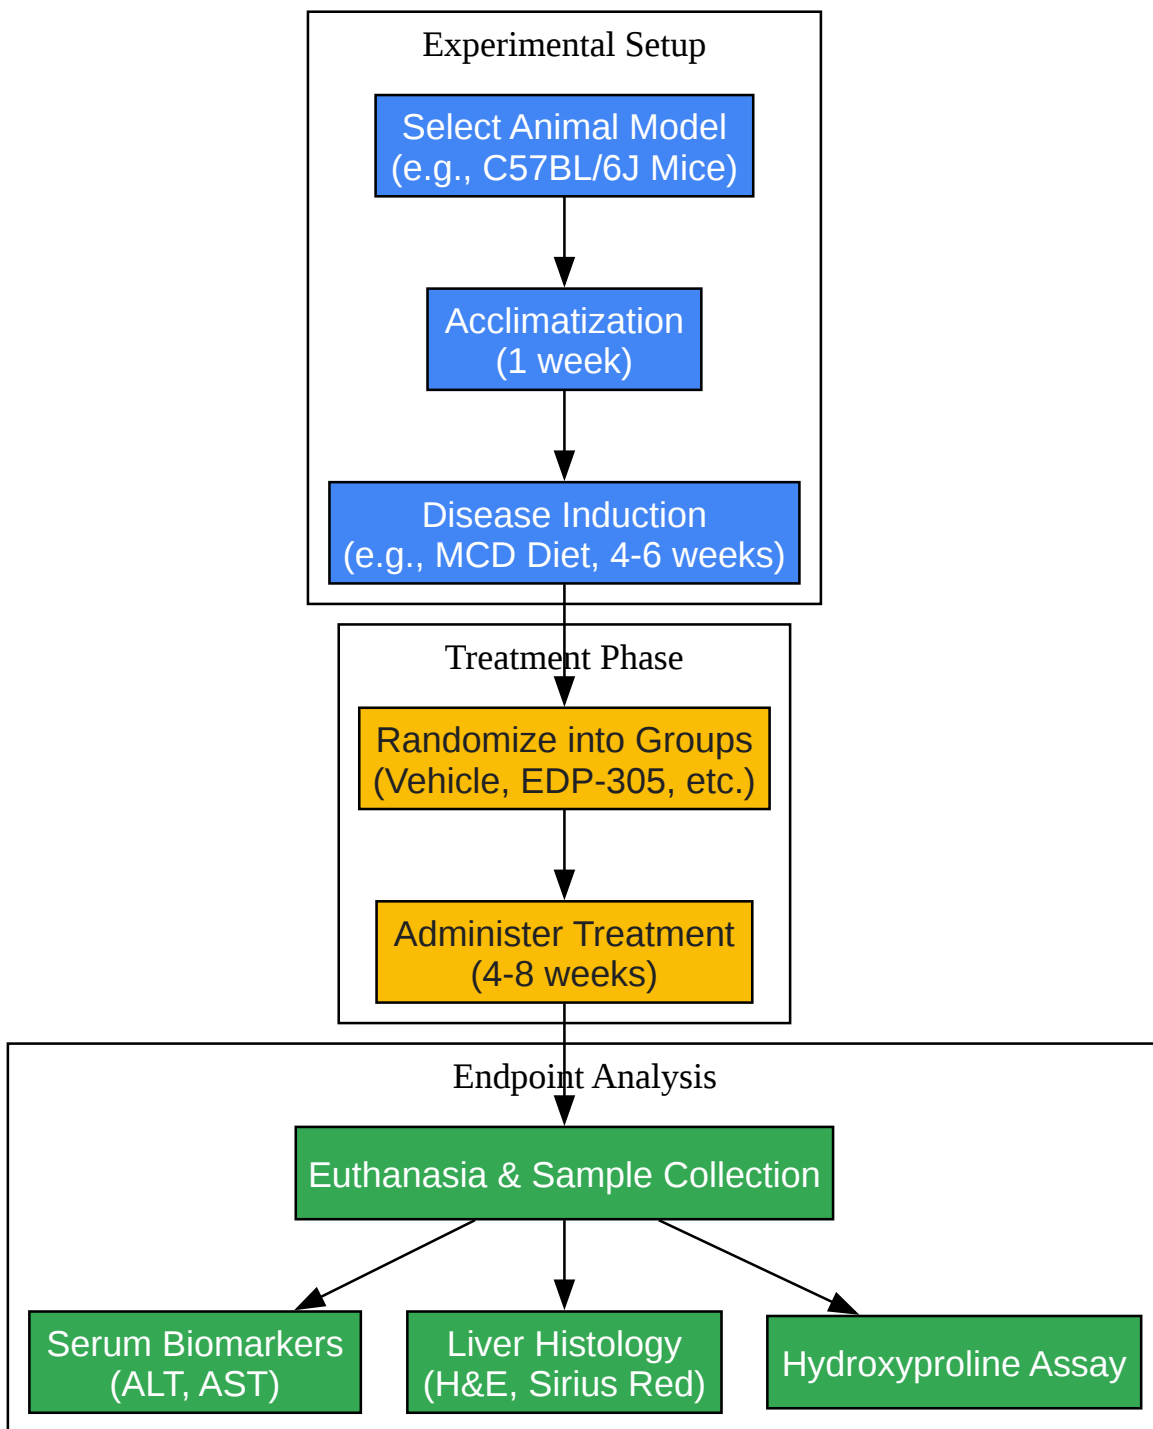 Experimental Setup
Select Animal Model
(e.g., C57BL/6J Mice)
Acclimatization
(1 week)
Disease Induction
(e.g., MCD Diet, 4-6 weeks)
Treatment Phase
Randomize into Groups
(Vehicle, EDP-305, etc.)
Administer Treatment
(4-8 weeks)
Endpoint Analysis
Euthanasia & Sample Collection
Serum Biomarkers
(ALT, AST)
Liver Histology
(H&E, Sirius Red)
Hydroxyproline Assay